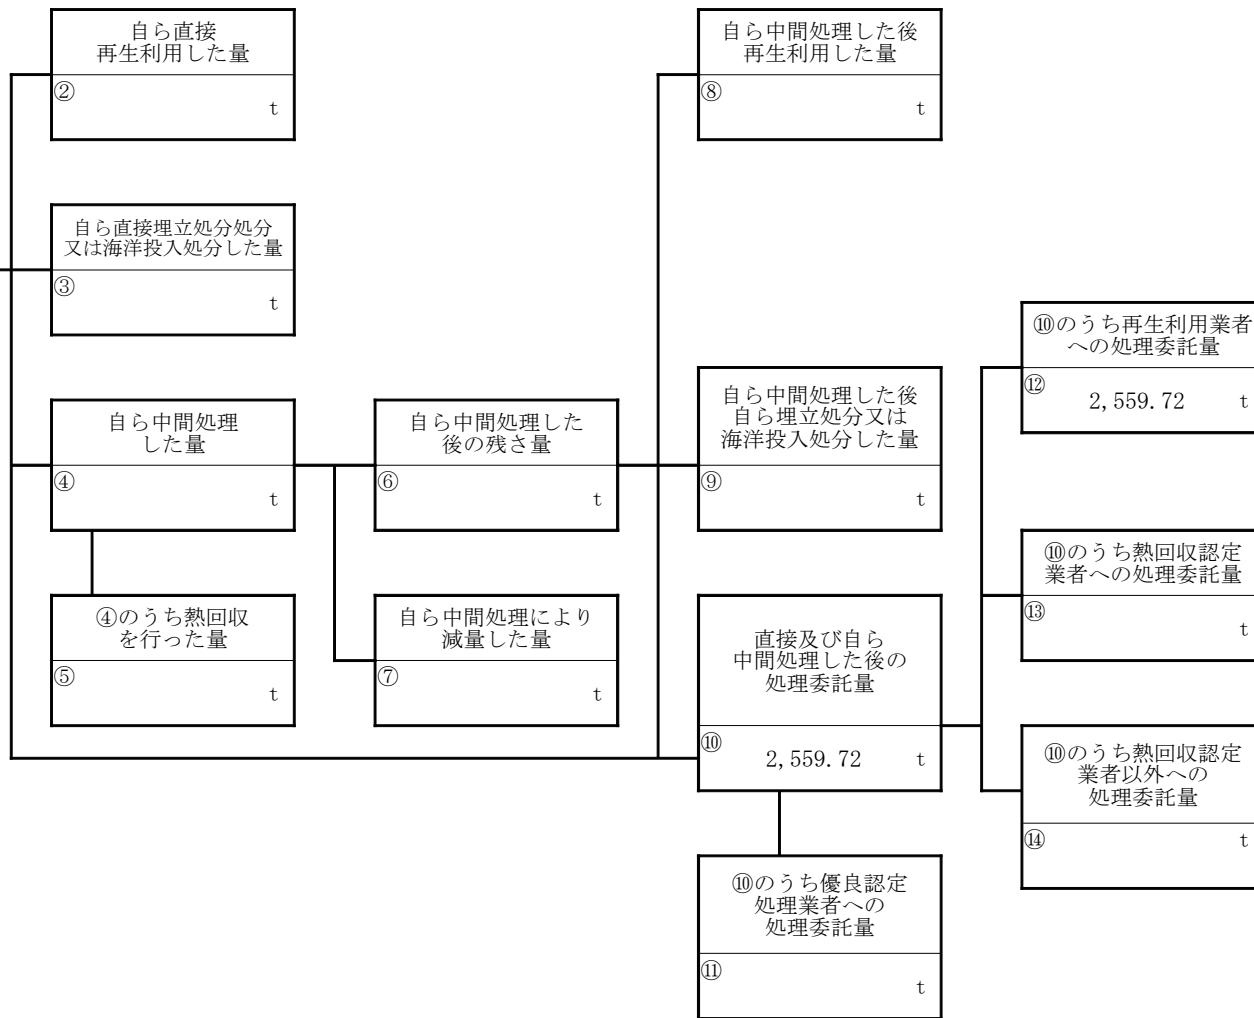 自ら直接
再生利用した量
②
t
自ら中間処理した後
再生利用した量
⑧
t
自ら直接埋立処分処分
又は海洋投入処分した量
③
t
⑩のうち再生利用業者
への処理委託量
⑫
2,559.72 t
自ら中間処理
した量
④
t
自ら中間処理した
後の残さ量
⑥
t
自ら中間処理した後
自ら埋立処分又は
海洋投入処分した量
⑨
t
⑩のうち熱回収認定
業者への処理委託量
⑬
t
④のうち熱回収
を行った量
⑤
t
自ら中間処理により
減量した量
⑦
t
直接及び自ら
中間処理した後の
処理委託量
⑩
2,559.72 t
⑩のうち熱回収認定
業者以外への
処理委託量
⑭
t
⑩のうち優良認定
処理業者への
処理委託量
⑪
t